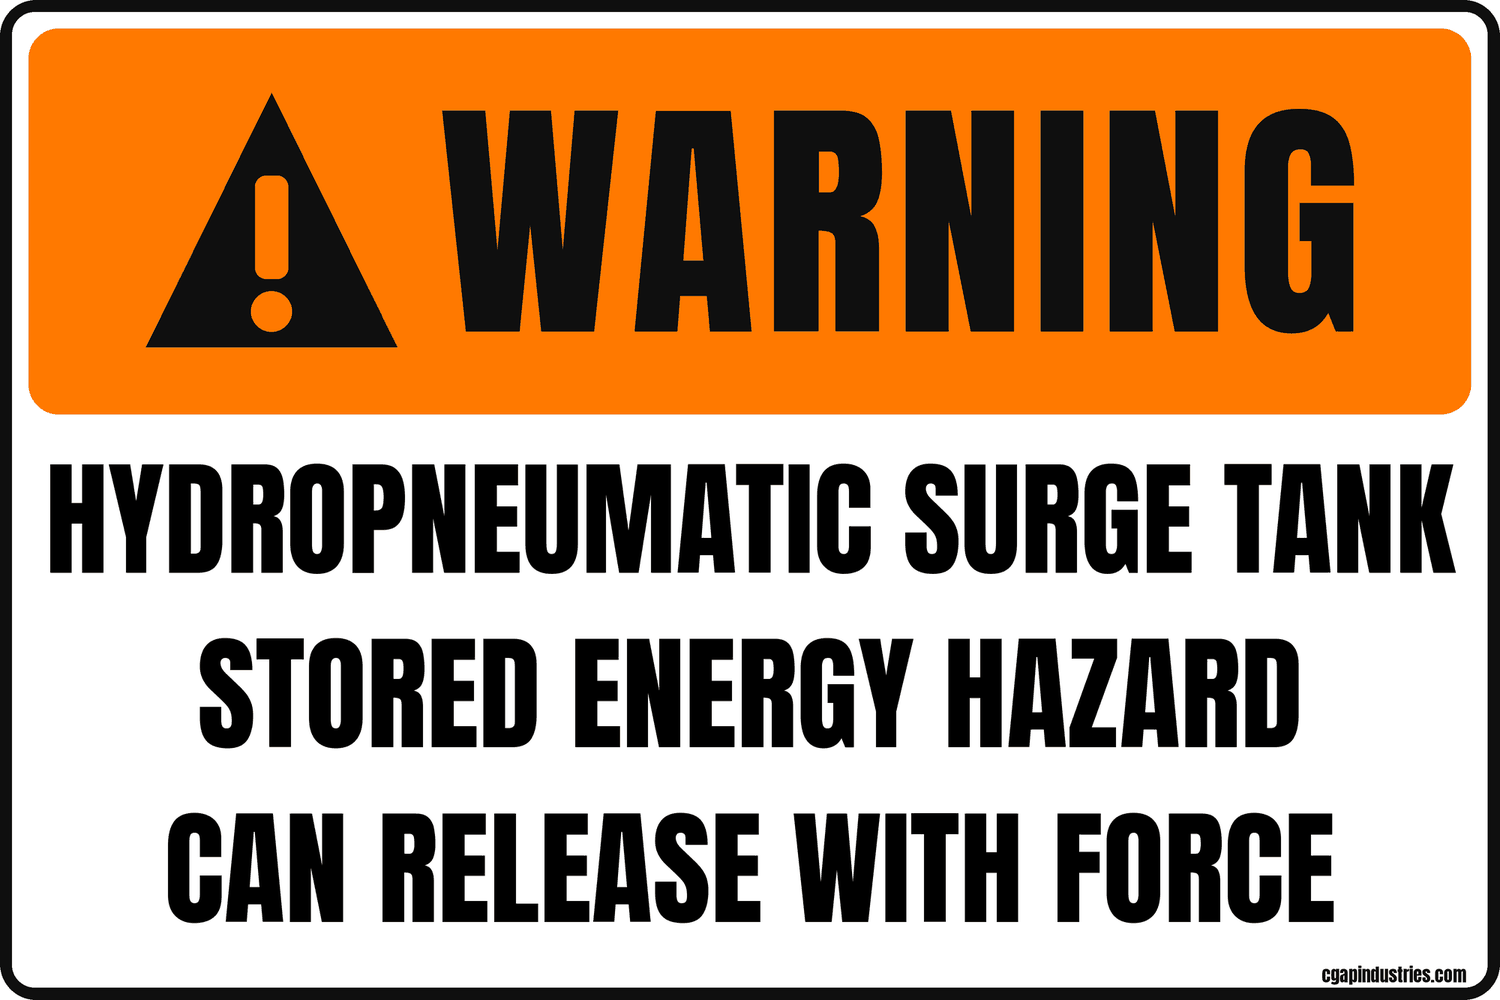 WARNING
HYDROPNEUMATIC SURGE TANK
STORED ENERGY HAZARD
CAN RELEASE WITH FORCE
cgapindustries.com